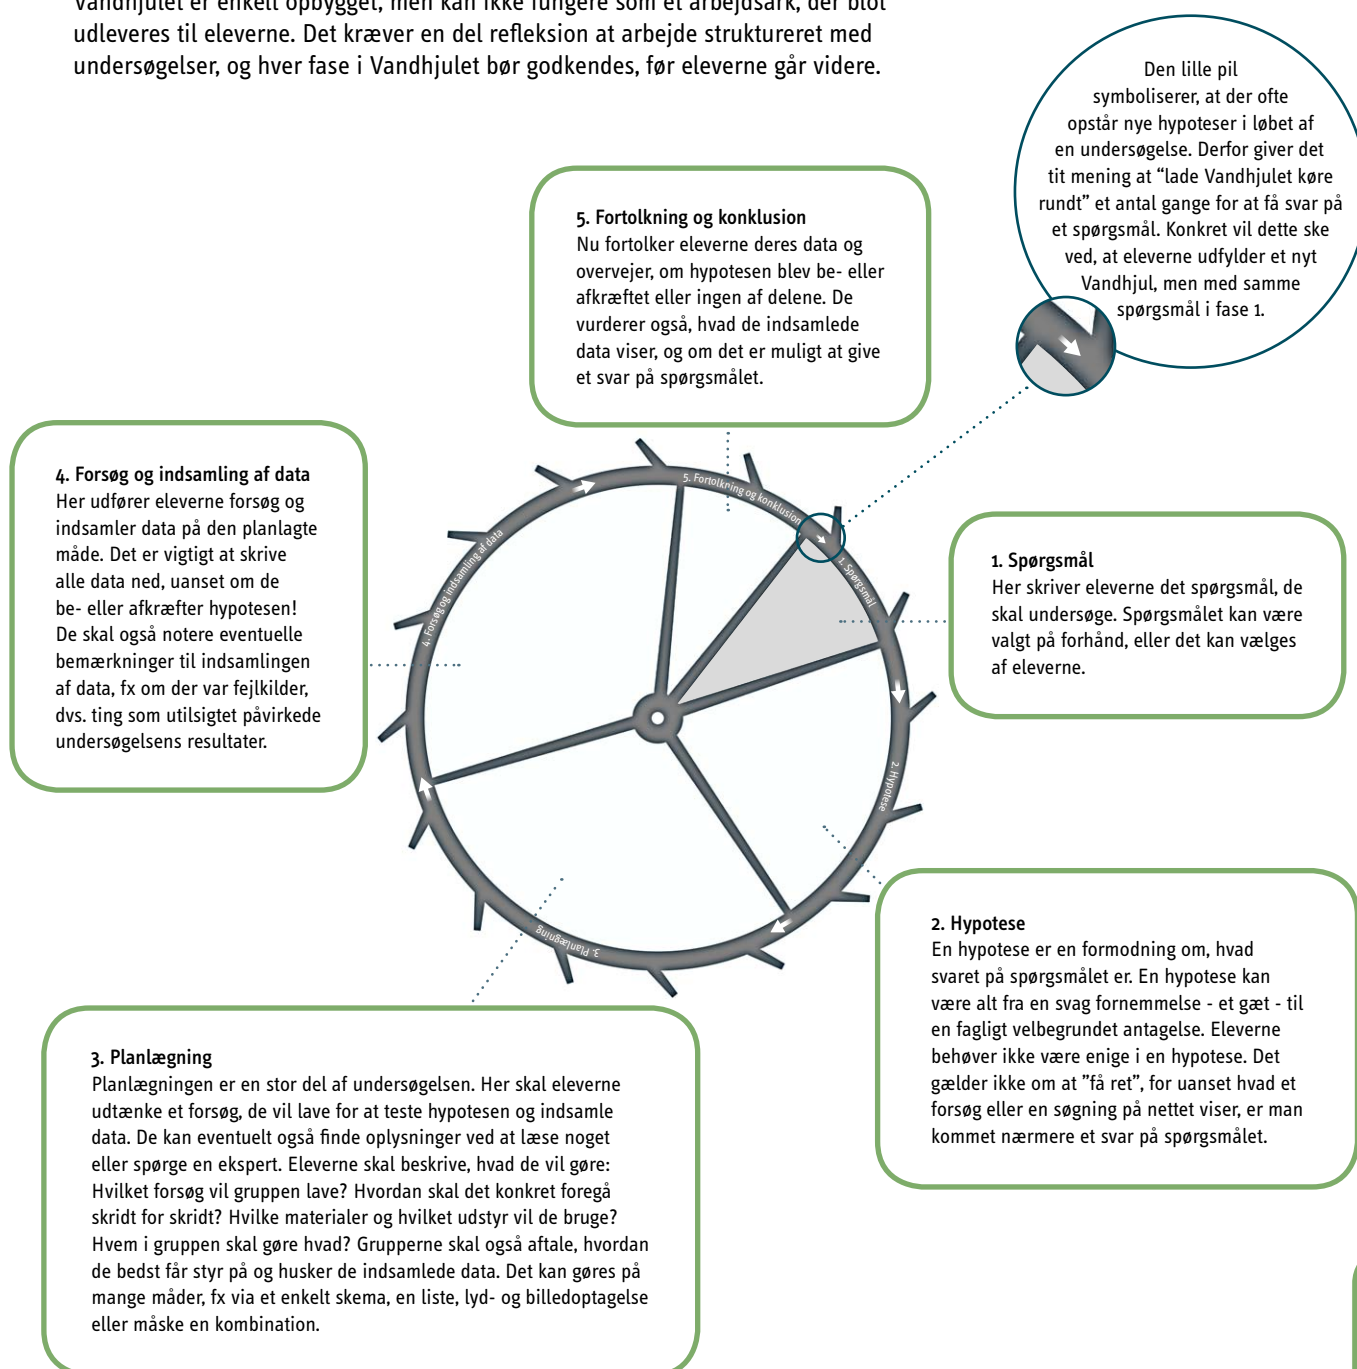 Vandhjulet er enkelt opbygget, men kan ikke fungere som et arbejdsark, der blot
udleveres til eleverne. Det kræver en del refleksion at arbejde struktureret med
undersøgelser, og hver fase i Vandhjulet bør godkendes, før eleverne går videre.
Den lille pil
symboliserer, at der ofte
opstår nye hypoteser i løbet af
en undersøgelse. Derfor giver det
tit mening at “lade Vandhjulet køre
rundt” et antal gange for at få svar på
et spørgsmål. Konkret vil dette ske
ved, at eleverne udfylder et nyt
Vandhjul, men med samme
spørgsmål i fase 1.
5. Fortolkning og konklusion
Nu fortolker eleverne deres data og
overvejer, om hypotesen blev be- eller
afkræftet eller ingen af delene. De
vurderer også, hvad de indsamlede
data viser, og om det er muligt at give
et svar på spørgsmålet.
4. Forsøg og indsamling af data
Her udfører eleverne forsøg og
indsamler data på den planlagte
måde. Det er vigtigt at skrive
alle data ned, uanset om de
be- eller afkræfter hypotesen!
De skal også notere eventuelle
bemærkninger til indsamlingen
af data, fx om der var fejlkilder,
dvs. ting som utilsigtet påvirkede
undersøgelsens resultater.
5. Fortolkning og konklusion
4. Forsøg og indsamling af data
1. Spørgsmål
2. Hypotese
3. Planlægning
1. Spørgsmål
Her skriver eleverne det spørgsmål, de
skal undersøge. Spørgsmålet kan være
valgt på forhånd, eller det kan vælges
af eleverne.
2. Hypotese
En hypotese er en formodning om, hvad
svaret på spørgsmålet er. En hypotese kan
være alt fra en svag fornemmelse - et gæt - til
en fagligt velbegrundet antagelse. Eleverne
behøver ikke være enige i en hypotese. Det
gælder ikke om at ”få ret”, for uanset hvad et
forsøg eller en søgning på nettet viser, er man
kommet nærmere et svar på spørgsmålet.
3. Planlægning
Planlægningen er en stor del af undersøgelsen. Her skal eleverne
udtænke et forsøg, de vil lave for at teste hypotesen og indsamle
data. De kan eventuelt også finde oplysninger ved at læse noget
eller spørge en ekspert. Eleverne skal beskrive, hvad de vil gøre:
Hvilket forsøg vil gruppen lave? Hvordan skal det konkret foregå
skridt for skridt? Hvilke materialer og hvilket udstyr vil de bruge?
Hvem i gruppen skal gøre hvad? Grupperne skal også aftale, hvordan
de bedst får styr på og husker de indsamlede data. Det kan gøres på
mange måder, fx via et enkelt skema, en liste, lyd- og billedoptagelse
eller måske en kombination.